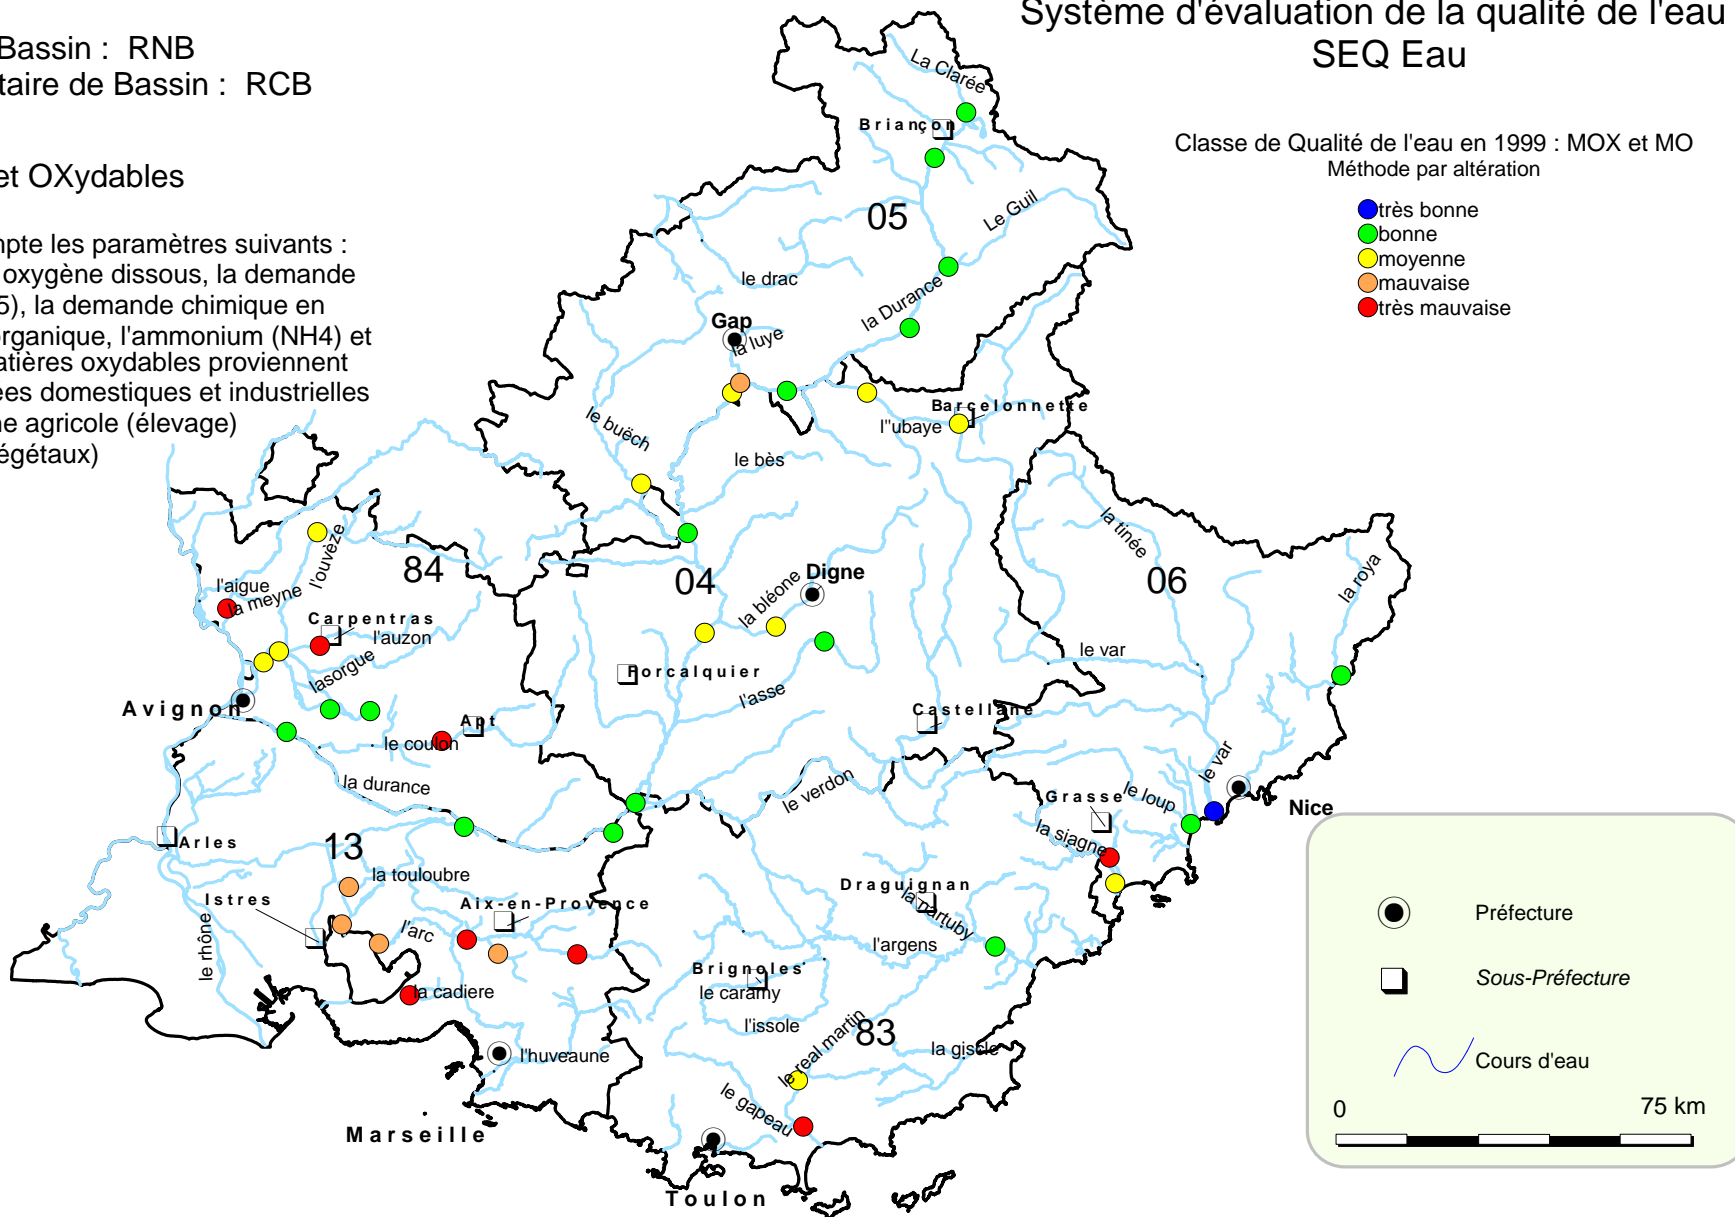 Système d'évaluation de la qualité de l'eau
SEQ Eau
Bassin : RNB
taire de Bassin : RCB
et OXydables
mpte les paramètres suivants :
oxygène dissous, la demande
5), la demande chimique en
organique, l'ammonium (NH4) et
atières oxydables proviennent
ées domestiques et industrielles
ne agricole (élevage)
égétaux)
Classe de Qualité de l'eau en 1999 : MOX et MO
Méthode par altération
très bonne
bonne
moyenne
mauvaise
très mauvaise
La Clarée
Briançon
05
Le Guil
le drac
la Durance
Gap
la luye
Barcelonnette
l''ubaye
le buëch
le bès
la tinée
l'ouvèze
84
04
Digne
la bléone
06
la roya
l'aigue
la meyne
Carpentras
l'auzon
lasorgue
Forcalquier
l'asse
le var
Avignon
Apt
le coulon
Castellane
la durance
le verdon
le var
Grasse
le loup
Nice
la siagne
Arles
13
la touloubre
Istres
Aix-en-Provence
l'arc
le rhône
Draguignan
la nartuby
l'argens
Brignoles
le caramy
la cadiere
l'issole
le real martin
83
la giscle
l'huveaune
le gapeau
Marseille
Toulon
Préfecture
Sous-Préfecture
Cours d'eau
0
75 km